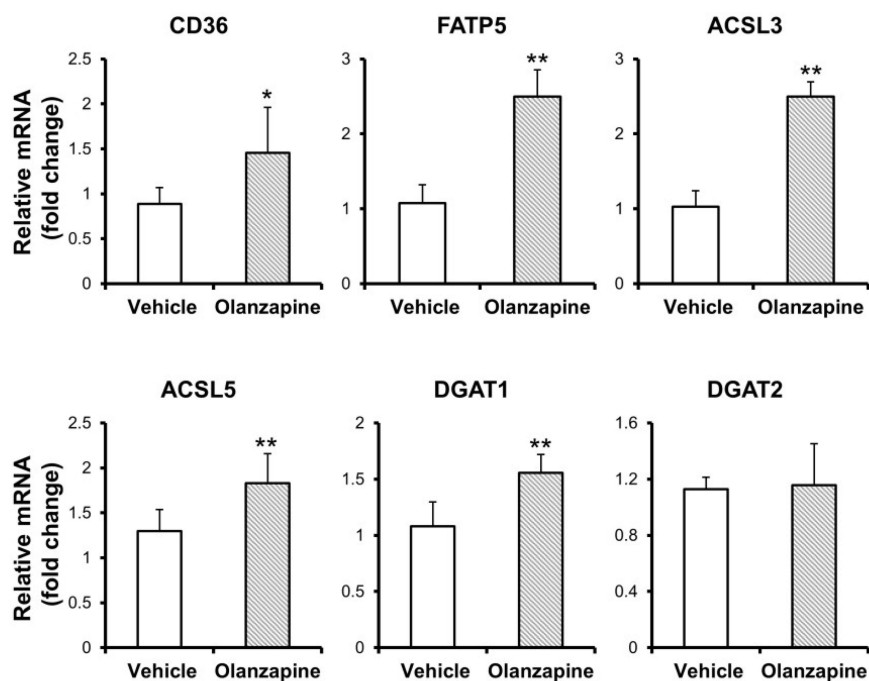 CD36
FATP5
ACSL3
Relative mRNA
(fold change)
2.5
2
1.5
1
0.5
0
*
Vehicle
Olanzapine
3
2
1
0
**
Vehicle
Olanzapine
3
2
1
0
**
Vehicle
Olanzapine
ACSL5
DGAT1
DGAT2
Relative mRNA
(fold change)
2.5
2
1.5
1
0.5
0
**
Vehicle
Olanzapine
2
1.5
1
0.5
0
**
Vehicle
Olanzapine
1.6
1.2
0.8
0.4
0
Vehicle
Olanzapine